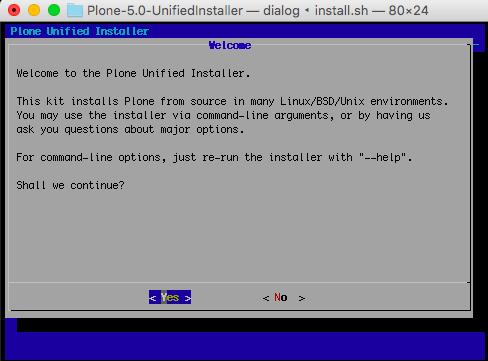 Plone-5.0-UnifiedInstaller — dialog ◂ install.sh — 80×24
Plone Unified Installer
Welcome
Welcome to the Plone Unified Installer.
This kit installs Plone from source in many Linux/BSD/Unix environments.
You may use the installer via command-line arguments, or by having us
ask you questions about major options.
For command-line options, just re-run the installer with "--help".
Shall we continue?
< Yes > < No >